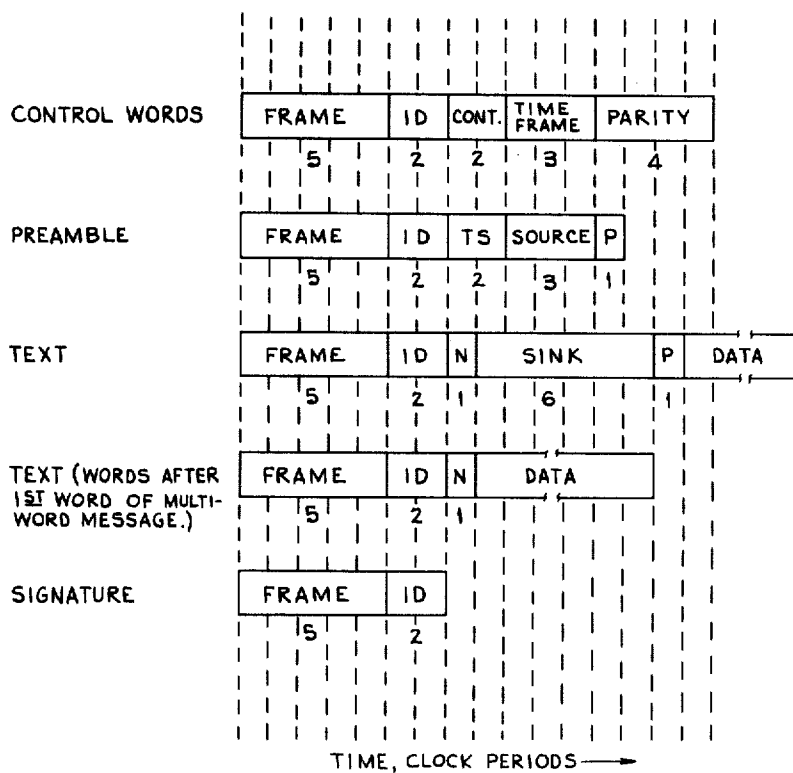 CONTROL WORDS
FRAME ID CONT. TIME FRAME PARITY
5 2 2 3 4
PREAMBLE
FRAME ID TS SOURCE P
5 2 2 3 1
TEXT
FRAME ID N SINK P DATA
5 2 1 6 1
TEXT (WORDS AFTER
1ST WORD OF MULTI-
WORD MESSAGE.)
FRAME ID N DATA
5 2 1
SIGNATURE
FRAME ID
5 2
TIME, CLOCK PERIODS